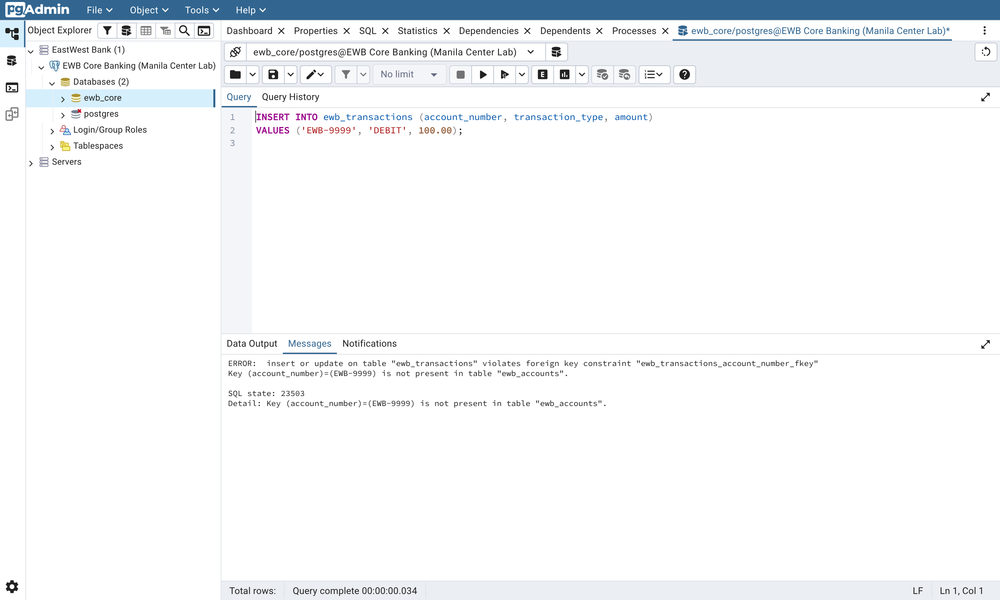 pgAdmin File Object Tools Help
Object Explorer
Dashboard Properties SQL Statistics Dependencies Dependents Processes ewb_core/postgres@EWB Core Banking (Manila Center Lab)*
EastWest Bank (1)
EWB Core Banking (Manila Center Lab)
Databases (2)
ewb_core
postgres
Login/Group Roles
Tablespaces
Servers
ewb_core/postgres@EWB Core Banking (Manila Center Lab)
No limit
E
Query Query History
1 INSERT INTO ewb_transactions (account_number, transaction_type, amount)
2 VALUES ('EWB-9999', 'DEBIT', 100.00);
3
Data Output Messages Notifications
ERROR:  insert or update on table "ewb_transactions" violates foreign key constraint "ewb_transactions_account_number_fkey"
Key (account_number)=(EWB-9999) is not present in table "ewb_accounts".
SQL state: 23503
Detail: Key (account_number)=(EWB-9999) is not present in table "ewb_accounts".
Total rows: Query complete 00:00:00.034 LF Ln 1, Col 1